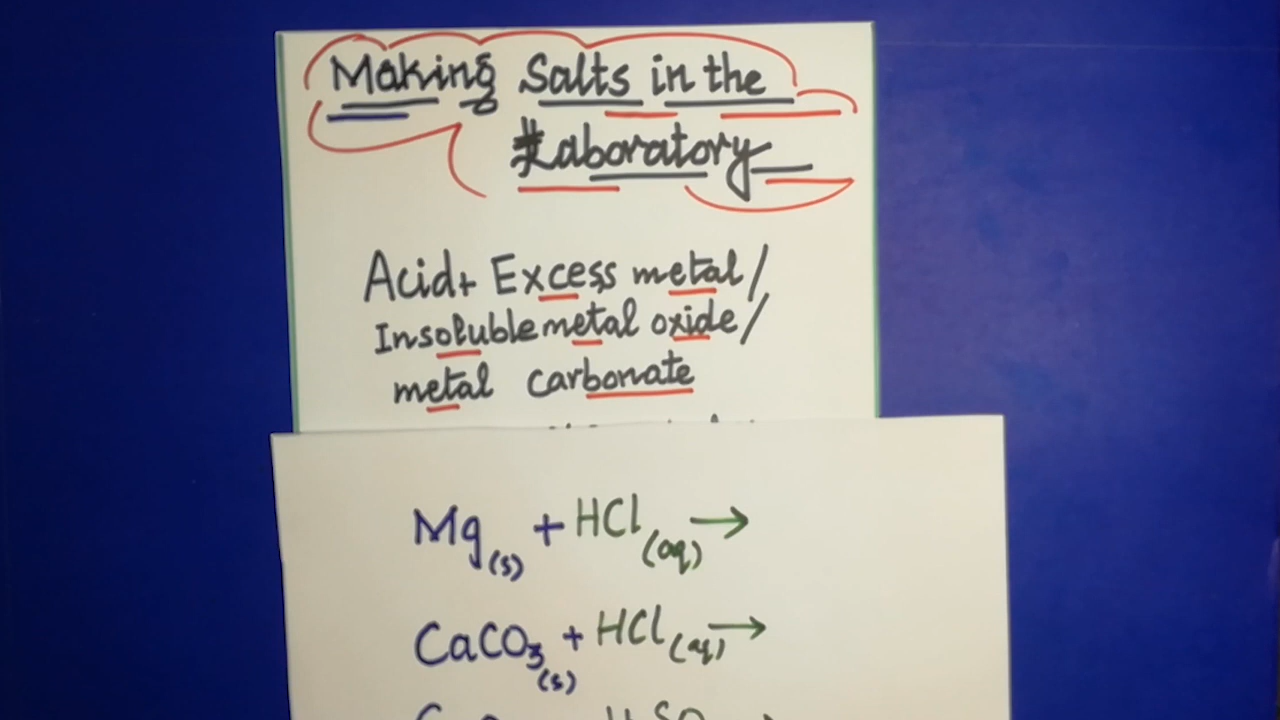 Making Salts in the
Laboratory
Acid + Excess metal/
Insoluble metal oxide/
metal carbonate
Mg(s) + HCl(aq) →
CaCO3(s) + HCl(aq) →